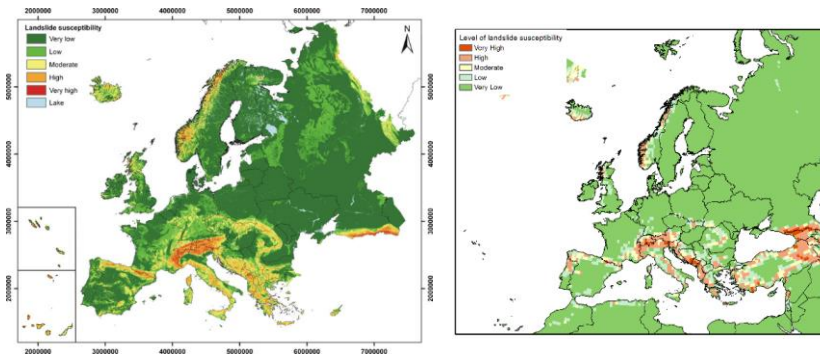 2000000 3000000 4000000 5000000 6000000 7000000
Landslide susceptibility
Very low
Low
Moderate
High
Very high
Lake
N
5000000
4000000
3000000
2000000
5000000
4000000
3000000
2000000
2000000 3000000 4000000 5000000 6000000 7000000
Level of landslide susceptibility
Very High
High
Moderate
Low
Very Low